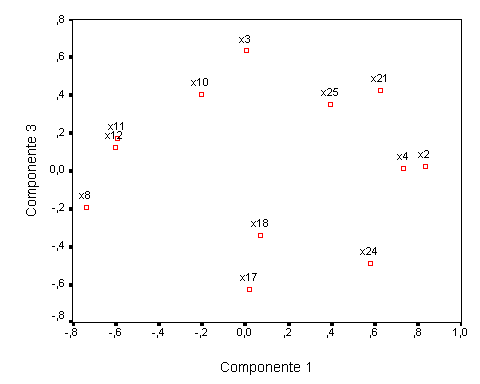 ,8
x3
,6
x21
x10
x25
,4
x11
,2
x12
x4 x2
0,0
x8
-,2
x18
x24
-,4
x17
-,6
-,8
-,8 -,6 -,4 -,2 0,0 ,2 ,4 ,6 ,8 1,0
Componente 3
Componente 1